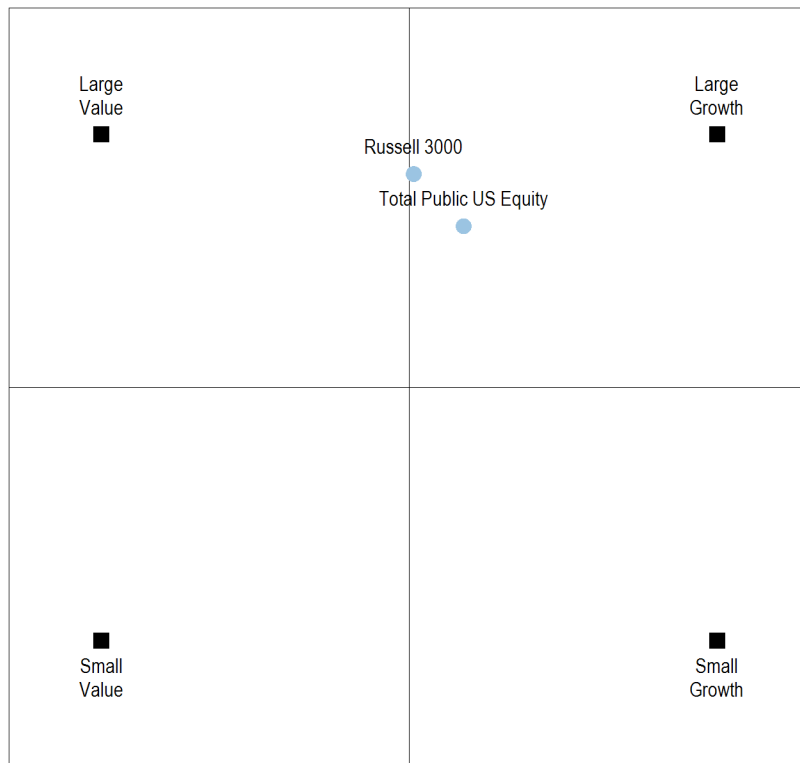 Large
Value
Large
Growth
Russell 3000
Total Public US Equity
Small
Value
Small
Growth